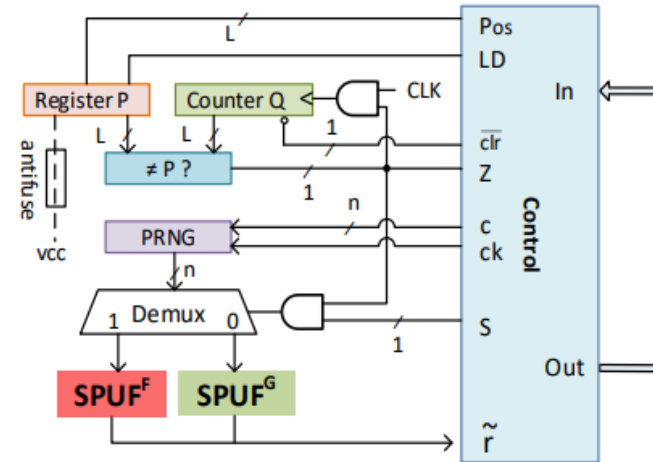 L
Pos
LD
In
Register P
Counter Q
CLK
L
L
1
clr
antifuse
≠ P ?
1
Z
n
c
vcc
PRNG
ck
Control
n
1
Demux
0
1
S
SPUF^F
SPUF^G
Out
r̃